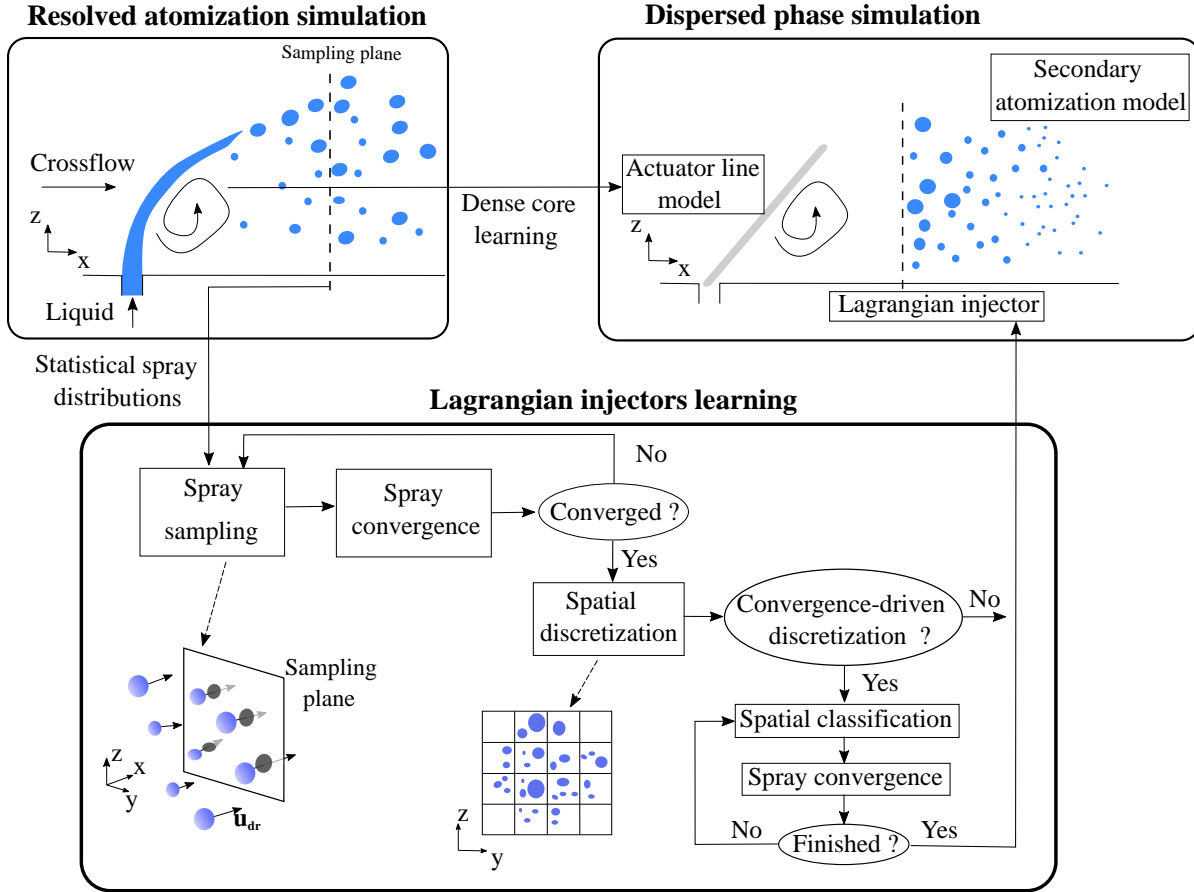 Resolved atomization simulation
Sampling plane
Crossflow
z
x
Liquid
Dense core
learning
Dispersed phase simulation
Secondary
atomization model
Actuator line
model
z
x
Lagrangian injector
Statistical spray
distributions
Lagrangian injectors learning
No
Spray
sampling
Spray
convergence
Converged ?
Yes
Spatial
discretization
Convergence-driven
discretization ?
No
Yes
Sampling
plane
z
x
y
u_dr
z
y
Spatial classification
Spray convergence
No
Finished ?
Yes